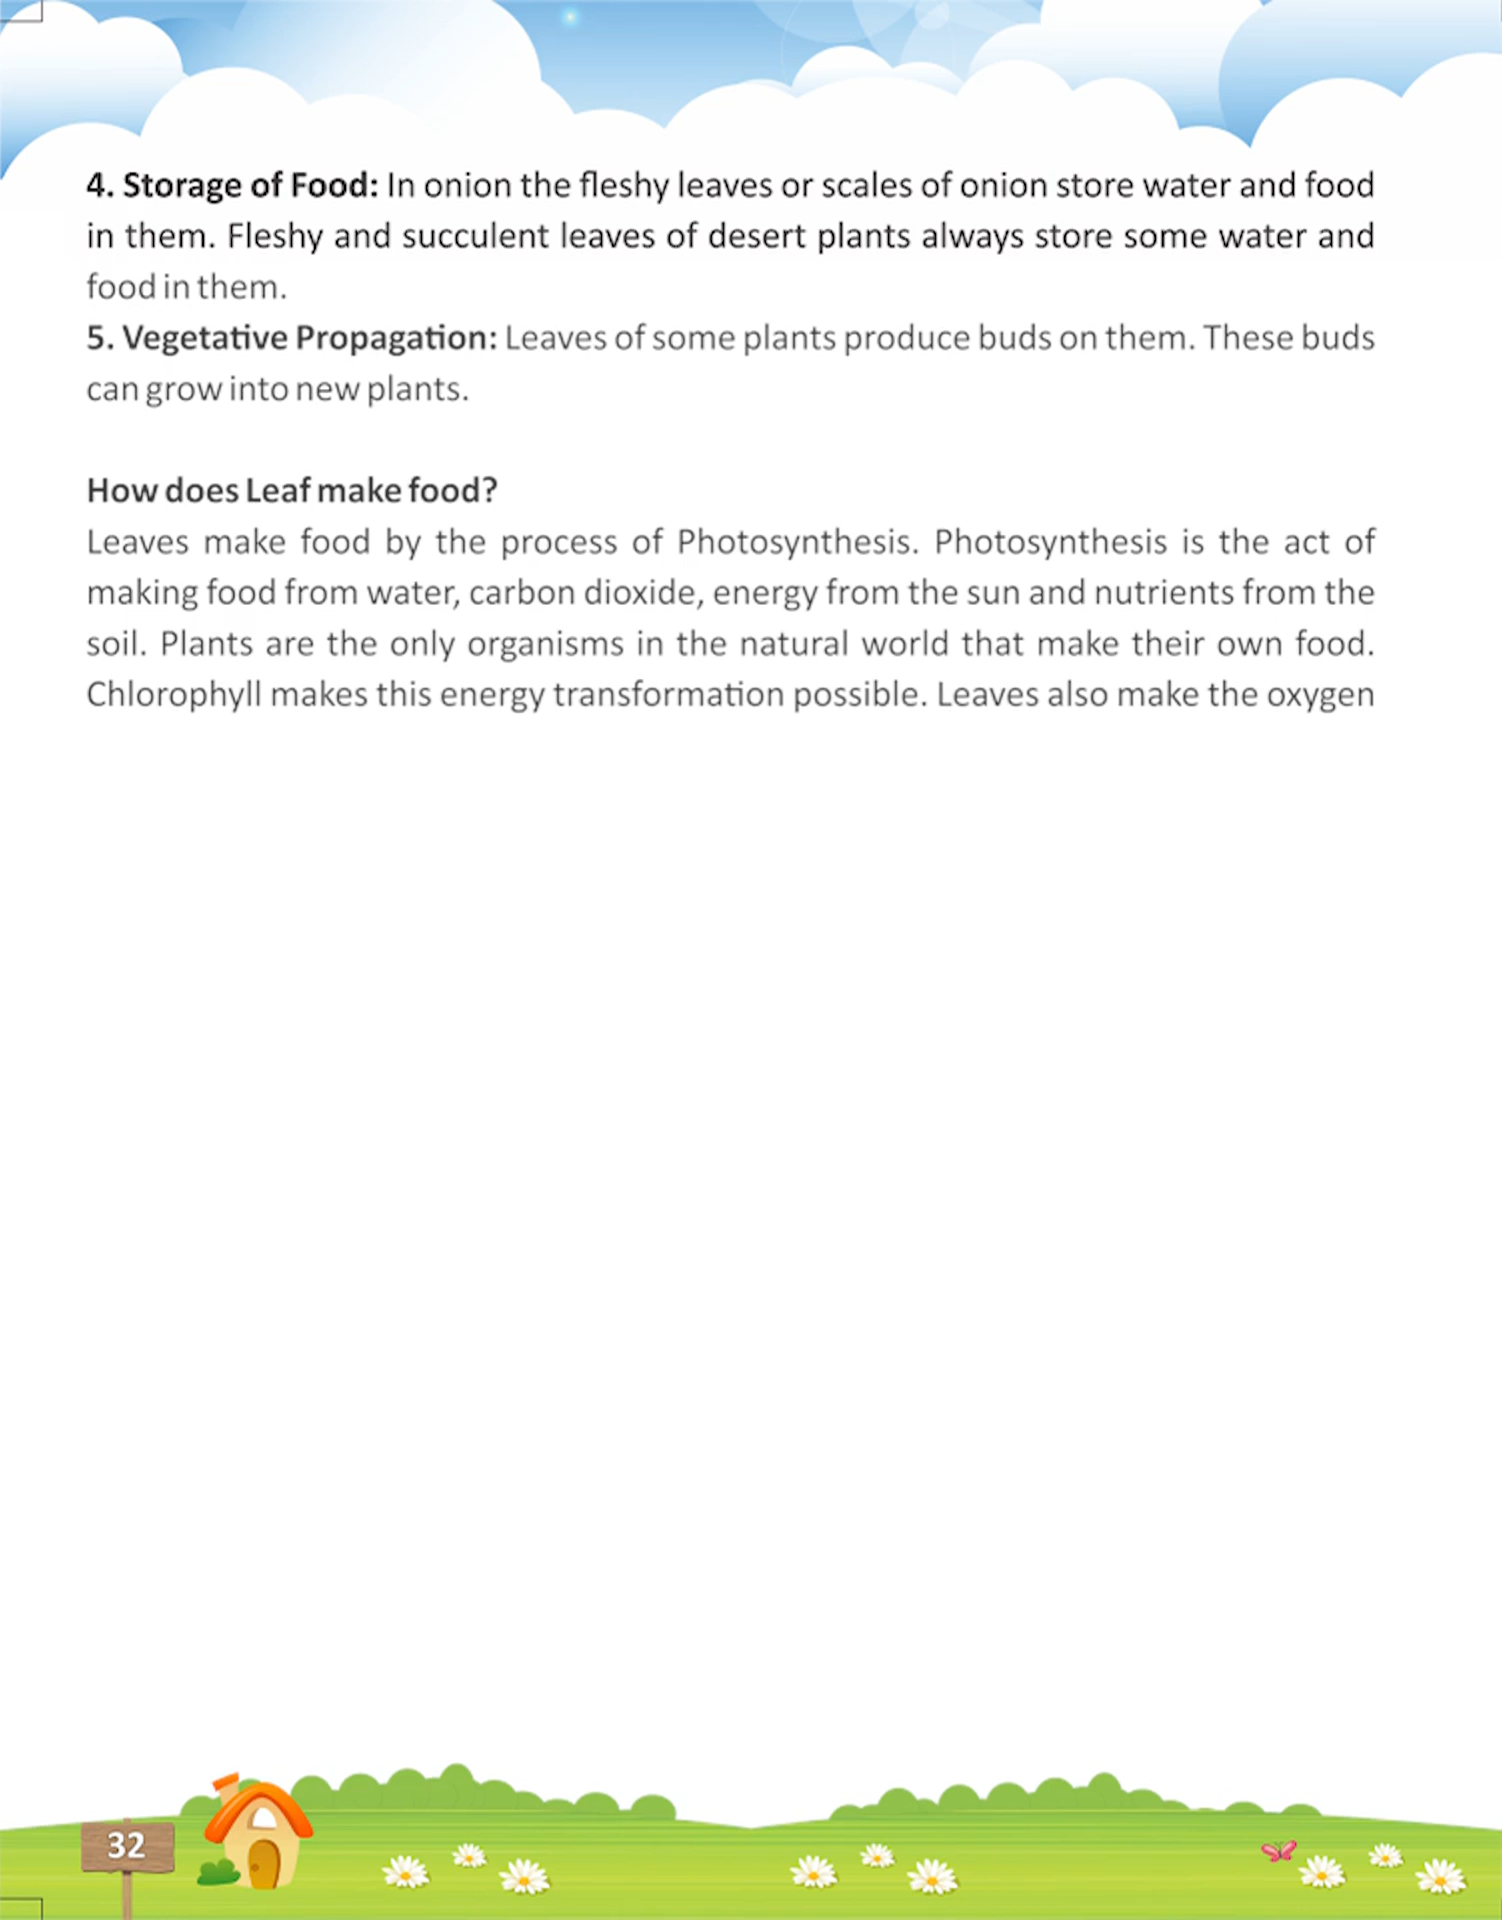 4. Storage of Food: In onion the fleshy leaves or scales of onion store water and food
in them. Fleshy and succulent leaves of desert plants always store some water and
food in them.
5. Vegetative Propagation: Leaves of some plants produce buds on them. These buds
can grow into new plants.
How does Leaf make food?
Leaves make food by the process of Photosynthesis. Photosynthesis is the act of
making food from water, carbon dioxide, energy from the sun and nutrients from the
soil. Plants are the only organisms in the natural world that make their own food.
Chlorophyll makes this energy transformation possible. Leaves also make the oxygen
32